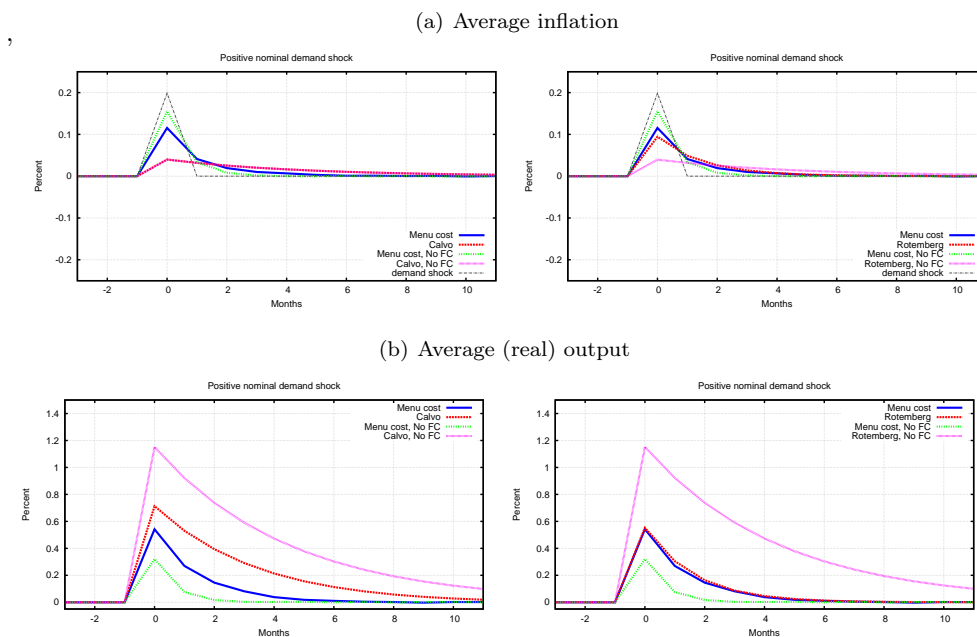 (a) Average inflation
,
Positive nominal demand shock
0.2
0.1
0
-0.1
-0.2
Percent
Menu cost
Calvo
Menu cost, No FC
Calvo, No FC
demand shock
-2 0 2 4 6 8 10
Months
Positive nominal demand shock
0.2
0.1
0
-0.1
-0.2
Percent
Menu cost
Rotemberg
Menu cost, No FC
Rotemberg, No FC
demand shock
-2 0 2 4 6 8 10
Months
(b) Average (real) output
Positive nominal demand shock
1.4
1.2
1
0.8
0.6
0.4
0.2
0
Percent
Menu cost
Calvo
Menu cost, No FC
Calvo, No FC
-2 0 2 4 6 8 10
Months
Positive nominal demand shock
1.4
1.2
1
0.8
0.6
0.4
0.2
0
Percent
Menu cost
Rotemberg
Menu cost, No FC
Rotemberg, No FC
-2 0 2 4 6 8 10
Months